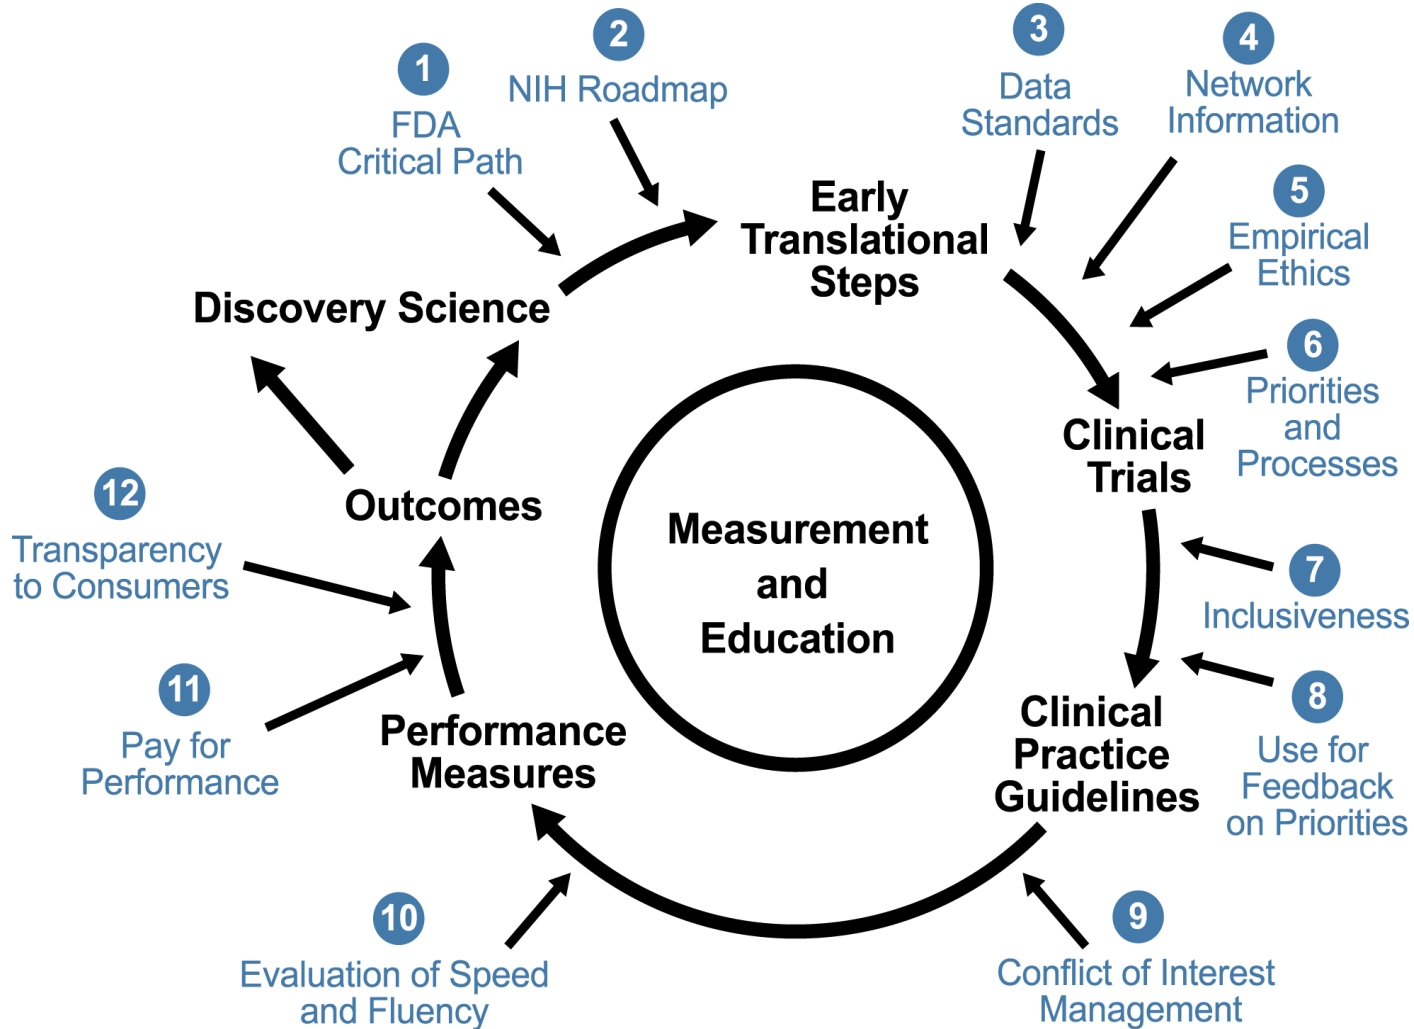 1
FDA
Critical Path
2
NIH Roadmap
3
Data
Standards
4
Network
Information
5
Empirical
Ethics
6
Priorities
and
Processes
7
Inclusiveness
8
Use for
Feedback
on Priorities
9
Conflict of Interest
Management
10
Evaluation of Speed
and Fluency
11
Pay for
Performance
12
Transparency
to Consumers
Early
Translational
Steps
Clinical
Trials
Clinical
Practice
Guidelines
Performance
Measures
Outcomes
Discovery Science
Measurement
and
Education